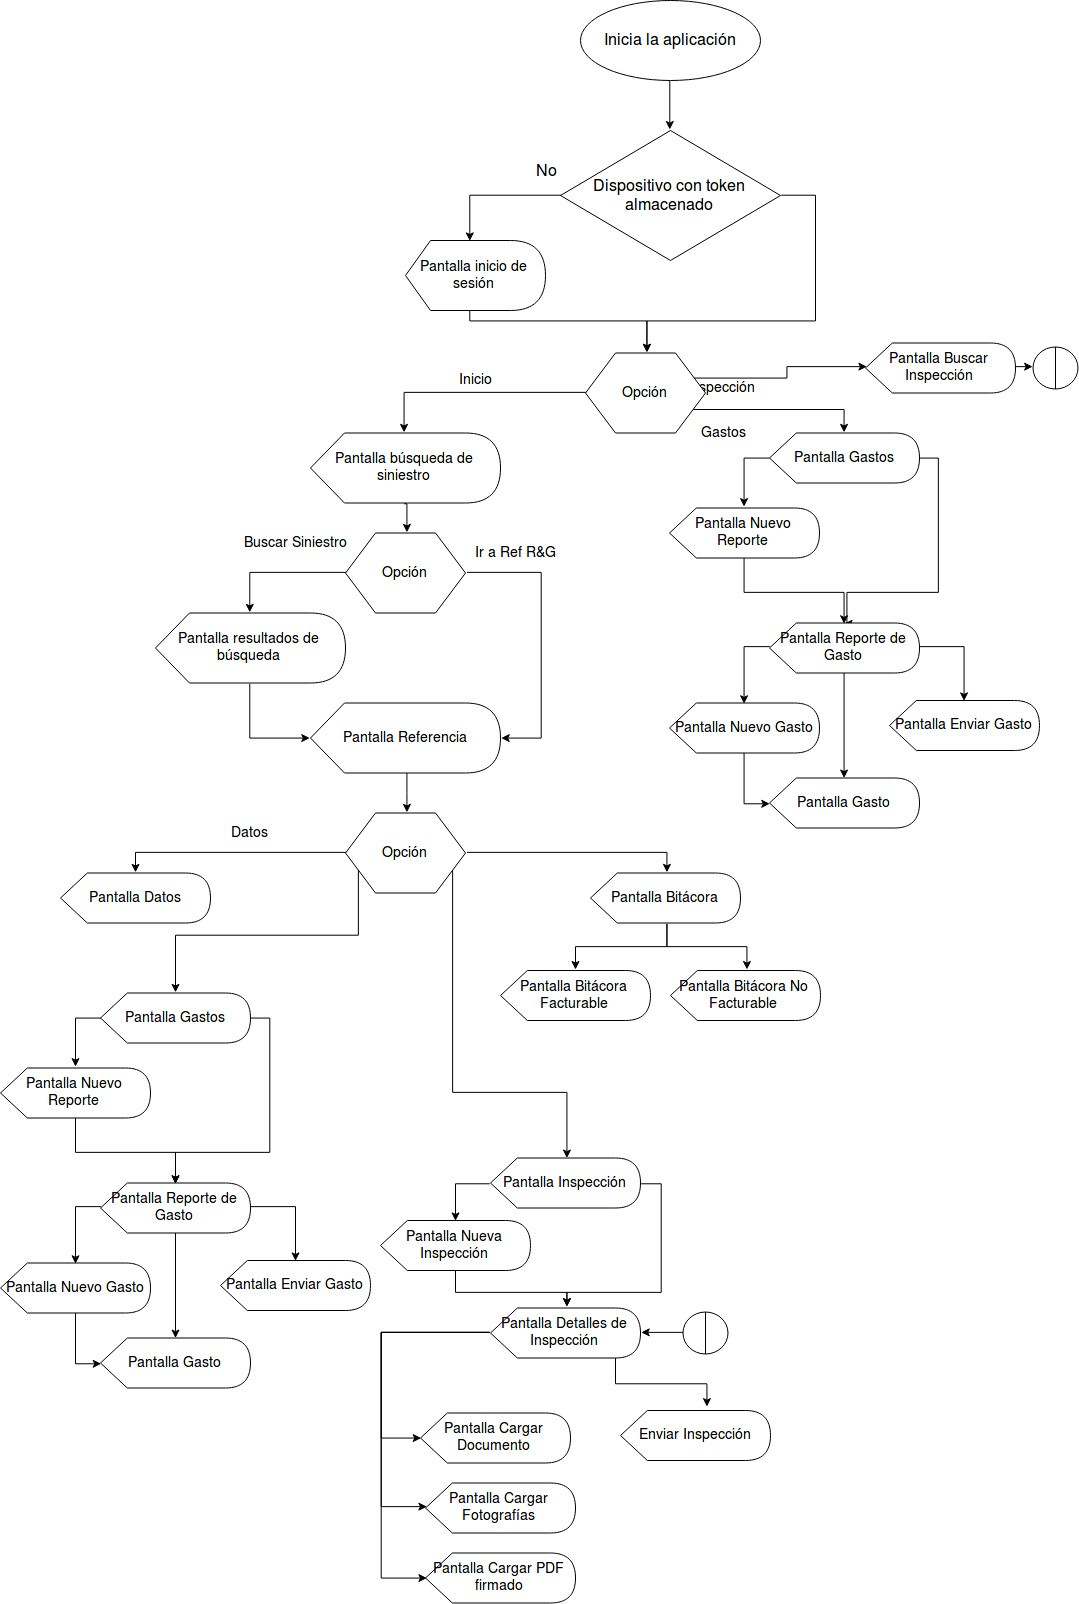 Inicia la aplicación
No
Dispositivo con token
almacenado
Pantalla inicio de
sesión
Pantalla Buscar
Inspección
Inicio
Opción
spección
Gastos
Pantalla búsqueda de
siniestro
Pantalla Gastos
Pantalla Nuevo
Reporte
Buscar Siniestro
Ir a Ref R&G
Opción
Pantalla resultados de
búsqueda
Pantalla Reporte de
Gasto
Pantalla Referencia
Pantalla Nuevo Gasto
Pantalla Enviar Gasto
Pantalla Gasto
Datos
Opción
Pantalla Datos
Pantalla Bitácora
Pantalla Bitácora
Facturable
Pantalla Bitácora No
Facturable
Pantalla Gastos
Pantalla Nuevo
Reporte
Pantalla Reporte de
Gasto
Pantalla Inspección
Pantalla Nueva
Inspección
Pantalla Nuevo Gasto
Pantalla Enviar Gasto
Pantalla Gasto
Pantalla Detalles de
Inspección
Enviar Inspección
Pantalla Cargar
Documento
Pantalla Cargar
Fotografías
Pantalla Cargar PDF
firmado